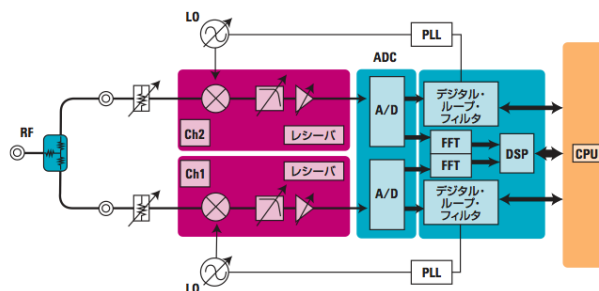 LO
PLL
ADC
RF
Ch2
レシーバ
A/D
デジタル・
ループ・
フィルタ
FFT
FFT
DSP
CPU
Ch1
レシーバ
A/D
デジタル・
ループ・
フィルタ
PLL
LO